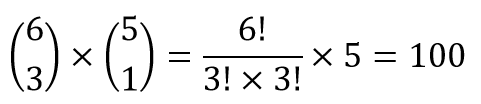 (6 3) × (5 1) = 6! / (3! × 3!) × 5 = 100